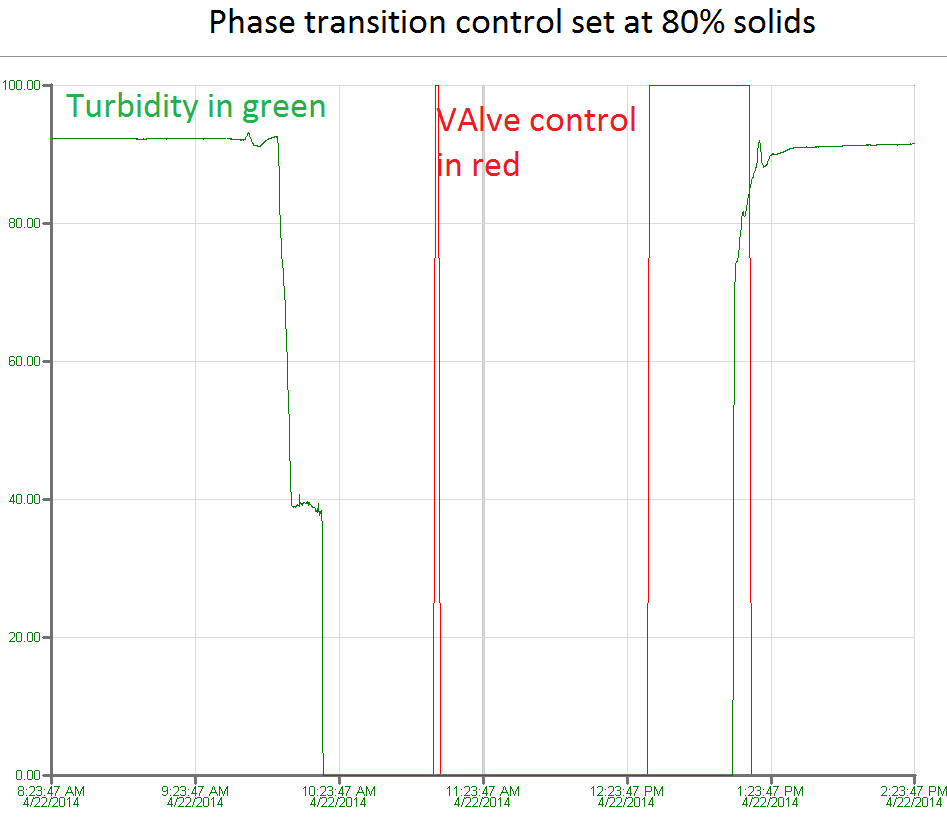 Phase transition control set at 80% solids
100.00
Turbidity in green
VAlve control
in red
80.00
60.00
40.00
20.00
0.00
8:23:47 AM 9:23:47 AM 10:23:47 AM 11:23:47 AM 12:23:47 PM 1:23:47 PM 2:23:47 PM
4/22/2014 4/22/2014 4/22/2014 4/22/2014 4/22/2014 4/22/2014 4/22/2014